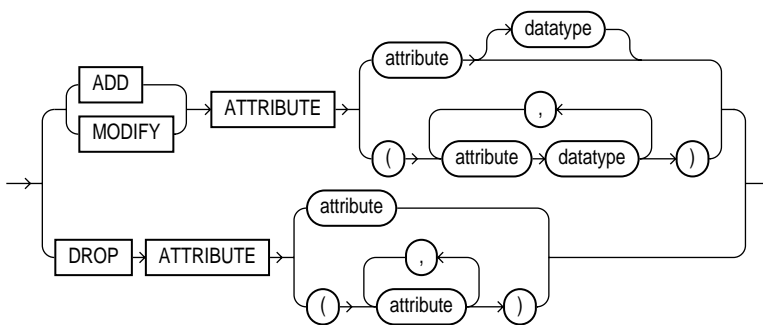 datatype
attribute
ADD
MODIFY
ATTRIBUTE
,
( attribute datatype )
attribute
DROP ATTRIBUTE
,
( attribute )